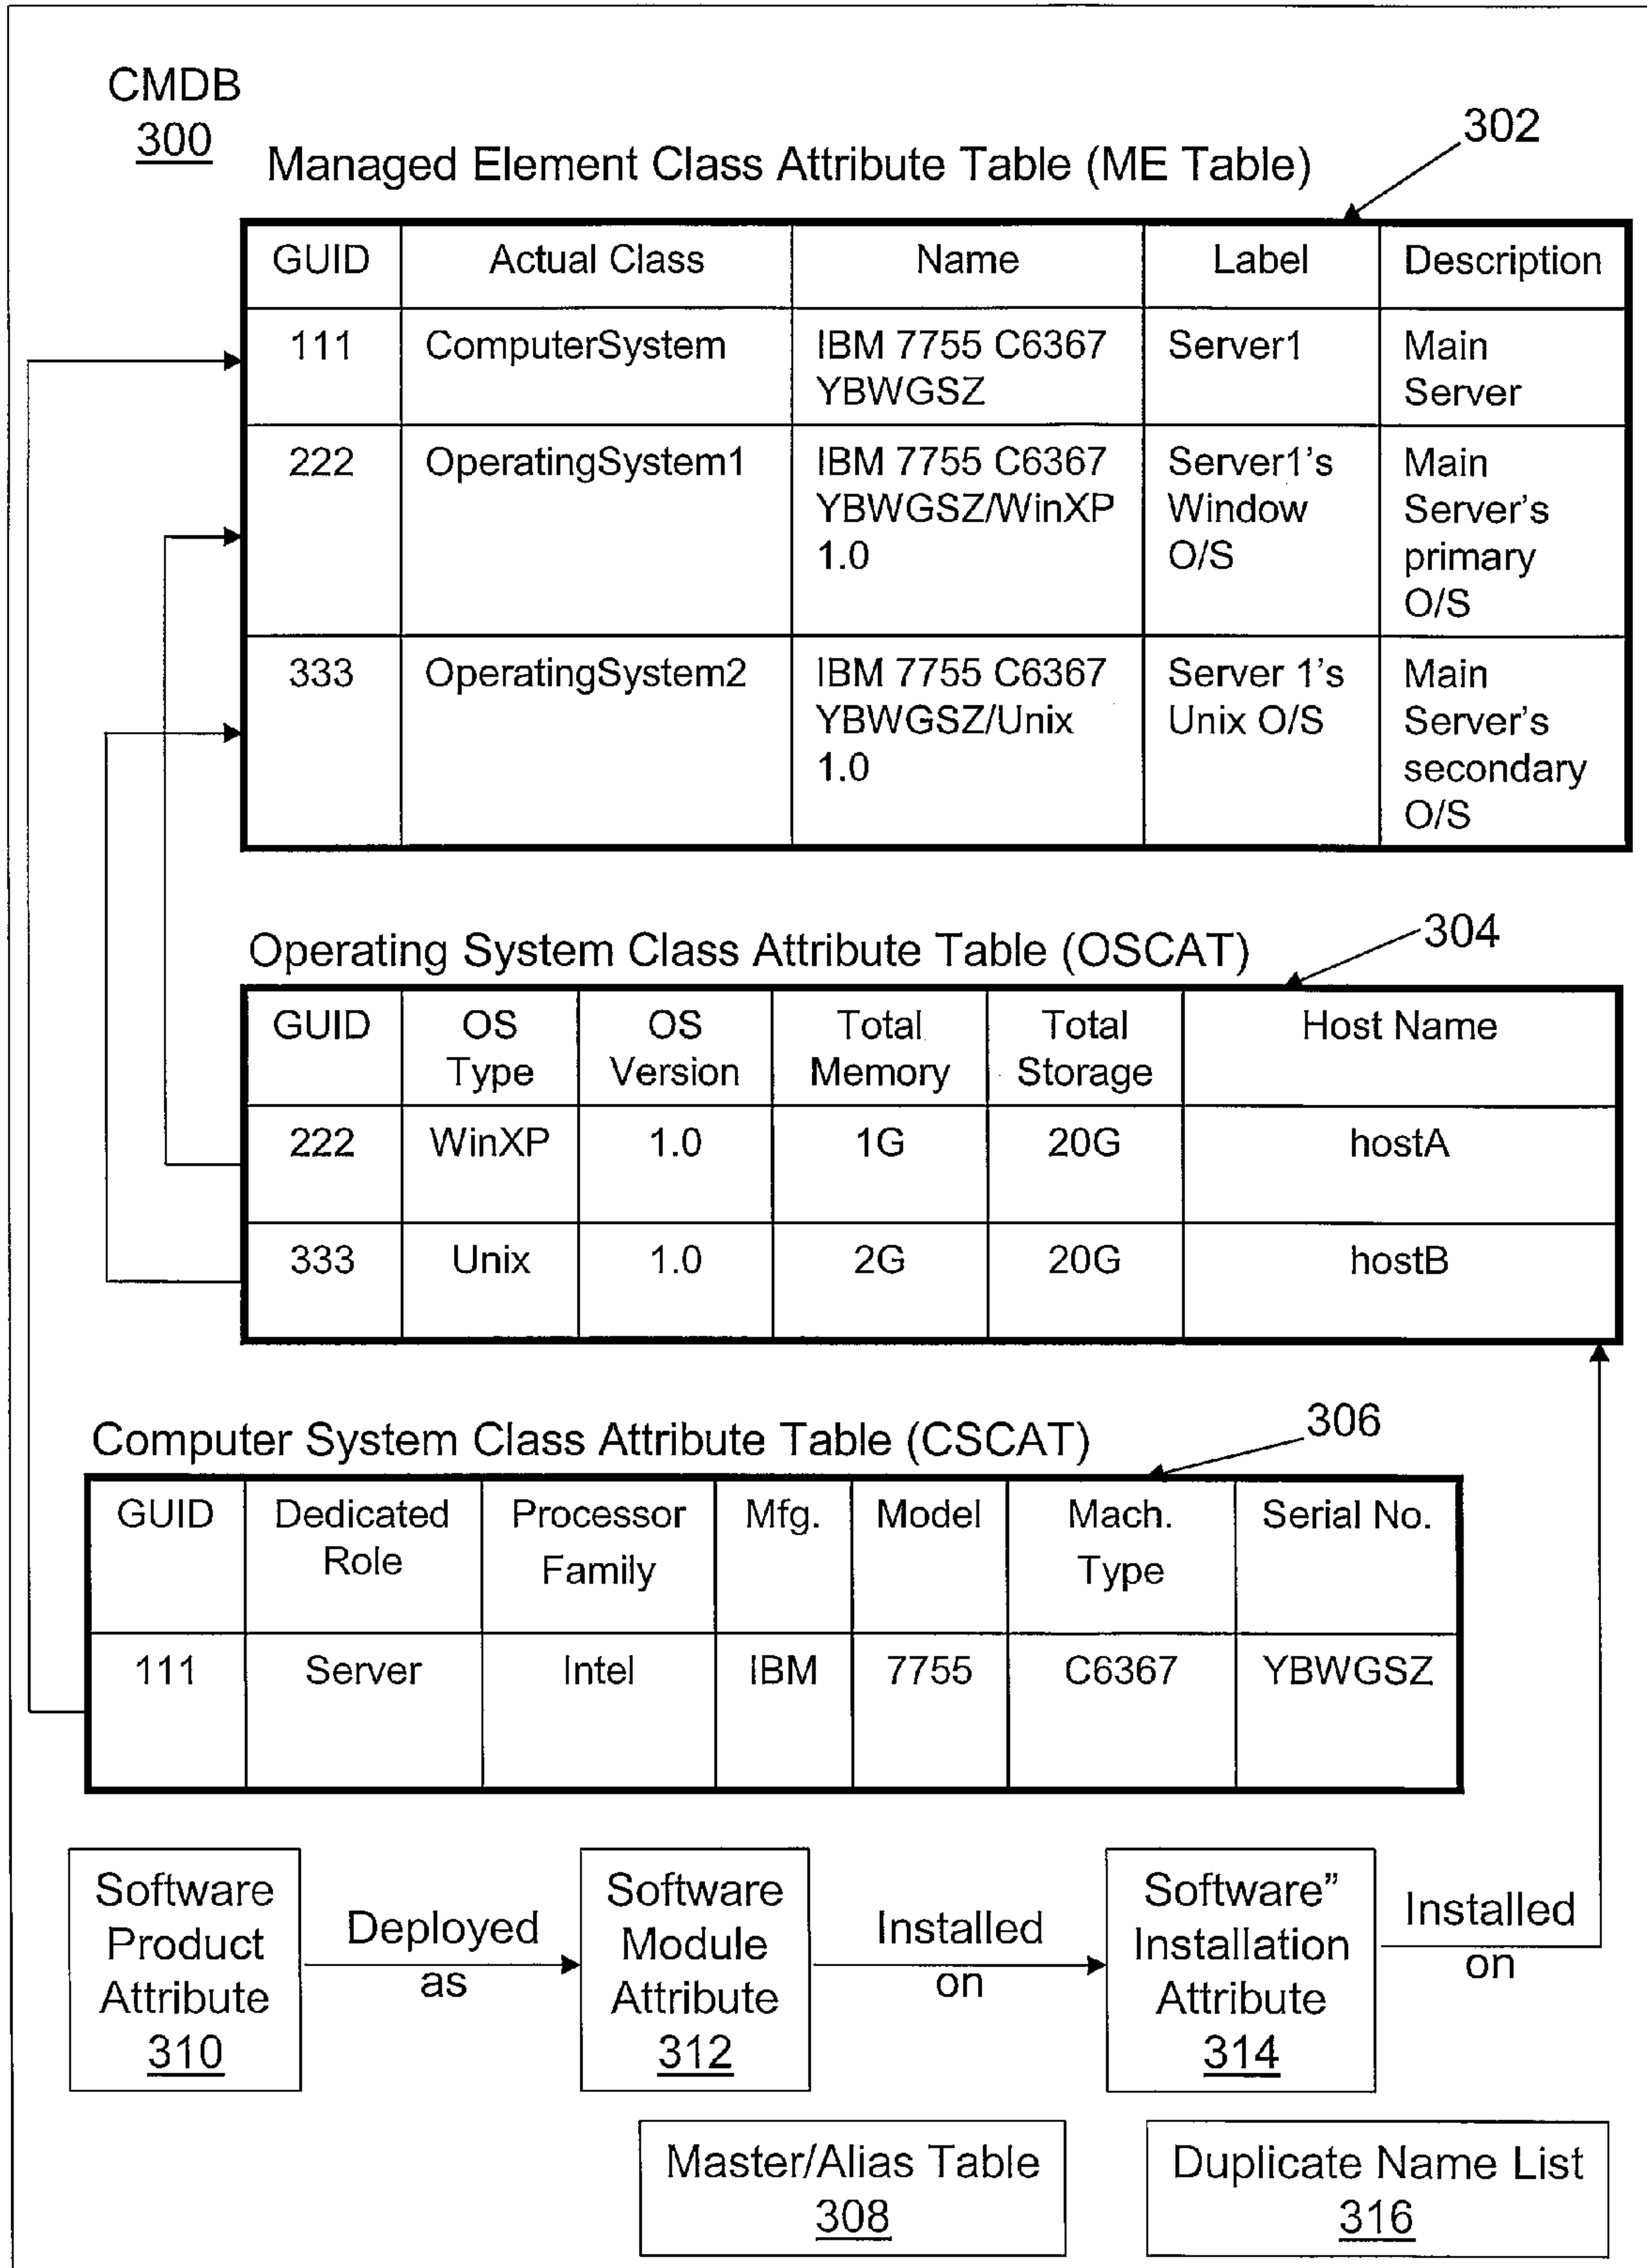 CMDB
300
302
Managed Element Class Attribute Table (ME Table)
GUID Actual Class Name Label Description
111 ComputerSystem IBM 7755 C6367 Server1 Main
YBWGSZ Server
222 OperatingSystem1 IBM 7755 C6367 Server1's Main
YBWGSZ/WinXP Window Server's
1.0 O/S primary
O/S
333 OperatingSystem2 IBM 7755 C6367 Server 1's Main
YBWGSZ/Unix Unix O/S Server's
1.0 secondary
O/S
304
Operating System Class Attribute Table (OSCAT)
GUID OS OS Total Total Host Name
Type Version Memory Storage
222 WinXP 1.0 1G 20G hostA
333 Unix 1.0 2G 20G hostB
306
Computer System Class Attribute Table (CSCAT)
GUID Dedicated Processor Mfg. Model Mach. Serial No.
Role Family Type
111 Server Intel IBM 7755 C6367 YBWGSZ
Software
Product
Attribute
310
Deployed
as
Software
Module
Attribute
312
Installed
on
Software”
Installation
Attribute
314
Installed
on
Master/Alias Table
308
Duplicate Name List
316